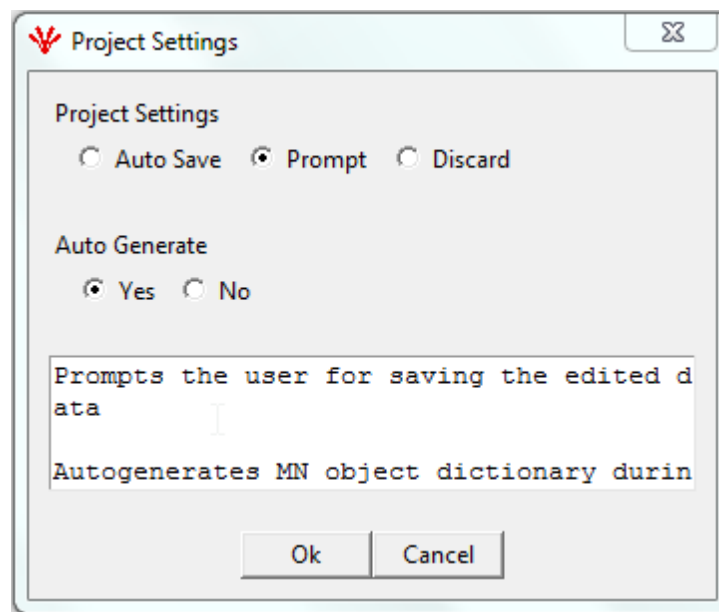 Project Settings
Project Settings
Auto Save Prompt Discard
Auto Generate
Yes No
Prompts the user for saving the edited d
ata
Autogenerates MN object dictionary durin
Ok Cancel